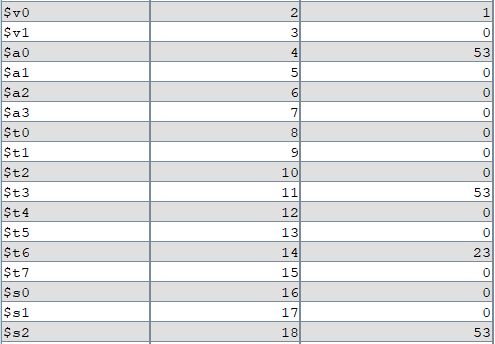 $v0 2 1
$v1 3 0
$a0 4 53
$a1 5 0
$a2 6 0
$a3 7 0
$t0 8 0
$t1 9 0
$t2 10 0
$t3 11 53
$t4 12 0
$t5 13 0
$t6 14 23
$t7 15 0
$s0 16 0
$s1 17 0
$s2 18 53